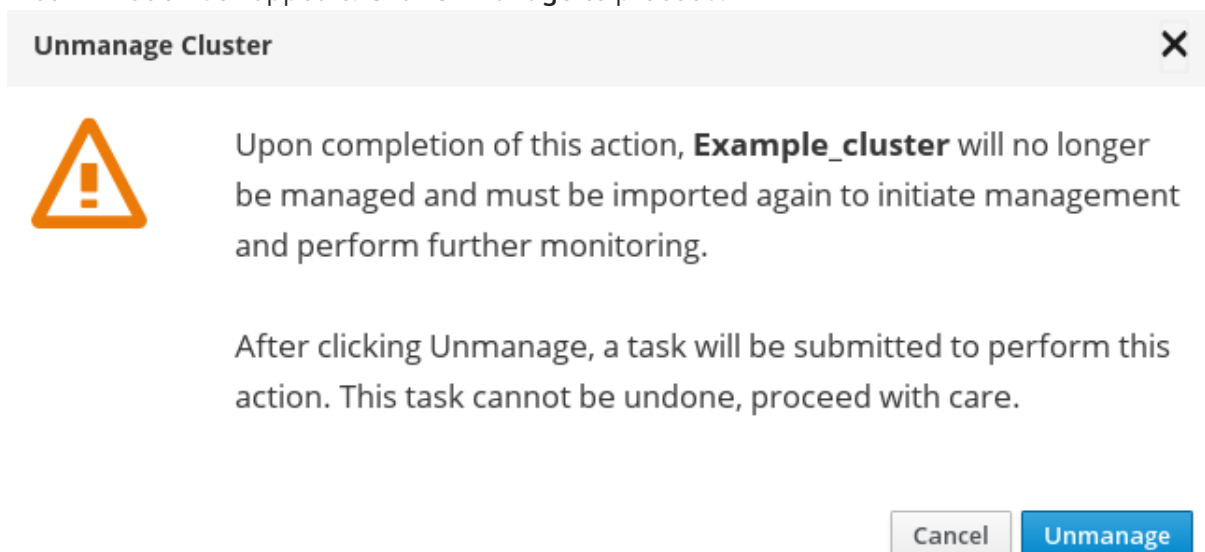 Unmanage Cluster
Upon completion of this action, Example_cluster will no longer
be managed and must be imported again to initiate management
and perform further monitoring.
After clicking Unmanage, a task will be submitted to perform this
action. This task cannot be undone, proceed with care.
Cancel Unmanage